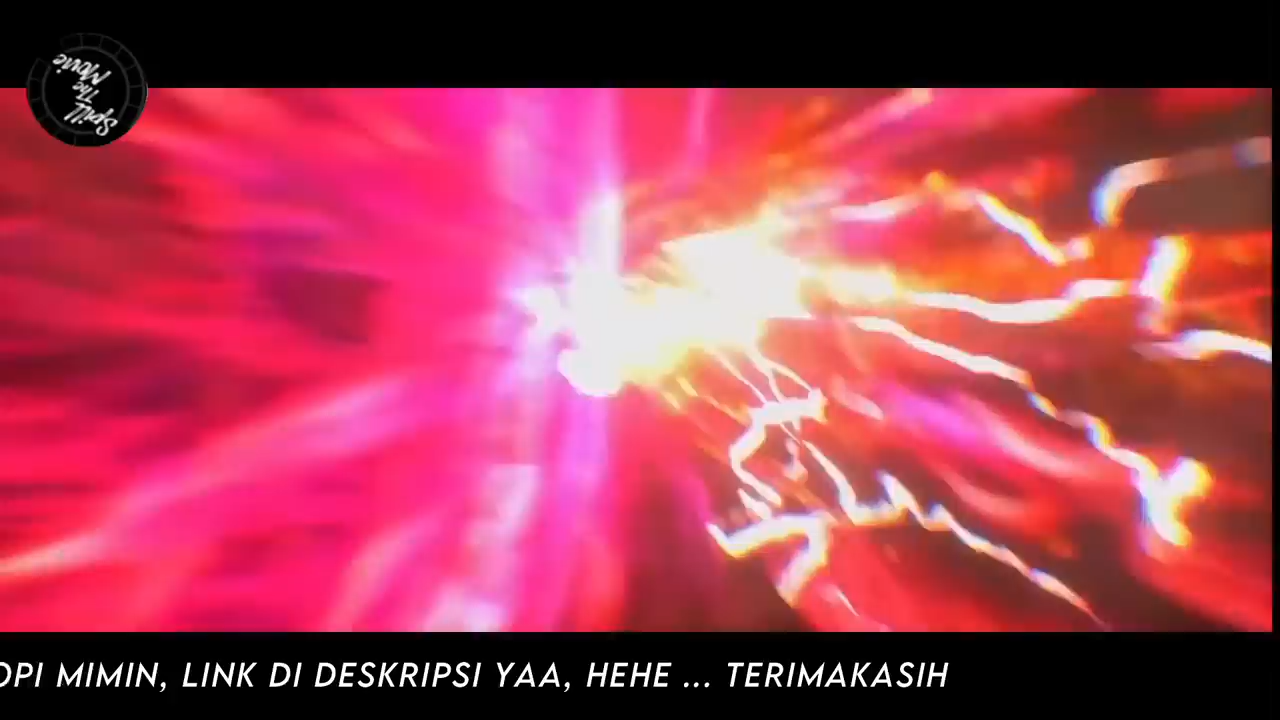 Spill
The
Movie
OPI MIMIN, LINK DI DESKRIPSI YAA, HEHE ... TERIMAKASIH